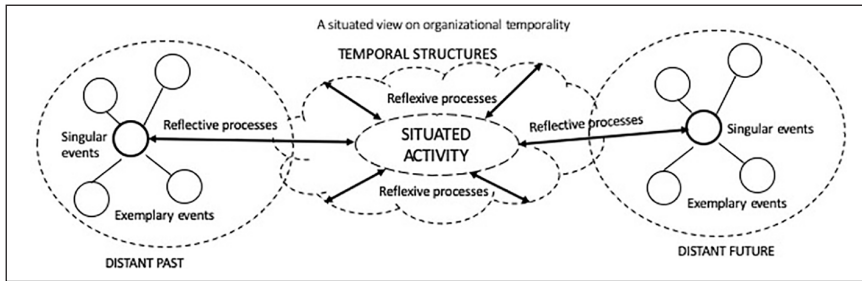 A situated view on organizational temporality
TEMPORAL STRUCTURES
Reflexive processes
Reflective processes
Singular
events
SITUATED
ACTIVITY
Reflective processes
Singular events
Reflexive processes
Exemplary events
Exemplary events
DISTANT PAST
DISTANT FUTURE